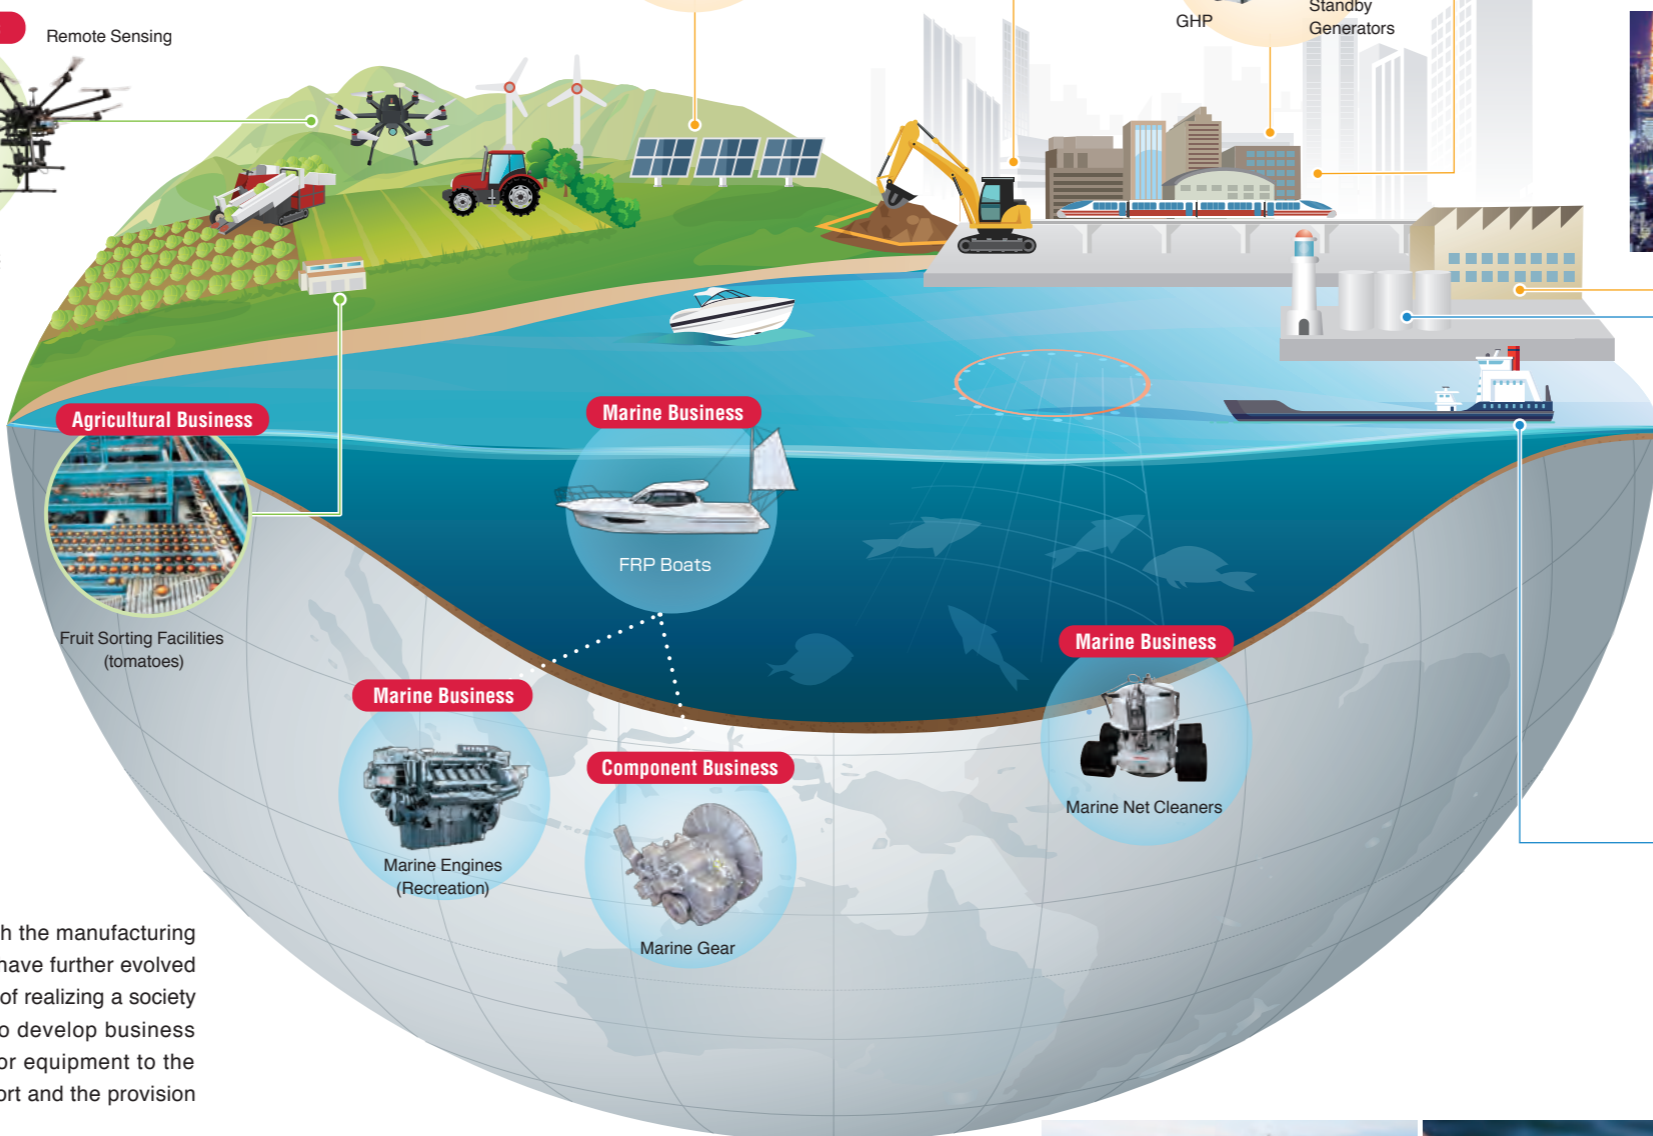 Remote Sensing
GHP
Standby
Generators
Agricultural Business
Fruit Sorting Facilities
(tomatoes)
Marine Business
FRP Boats
Marine Business
Marine Engines
(Recreation)
Component Business
Marine Gear
Marine Business
Marine Net Cleaners
the manufacturing
have further evolved
of realizing a society
develop business
or equipment to the
and the provision